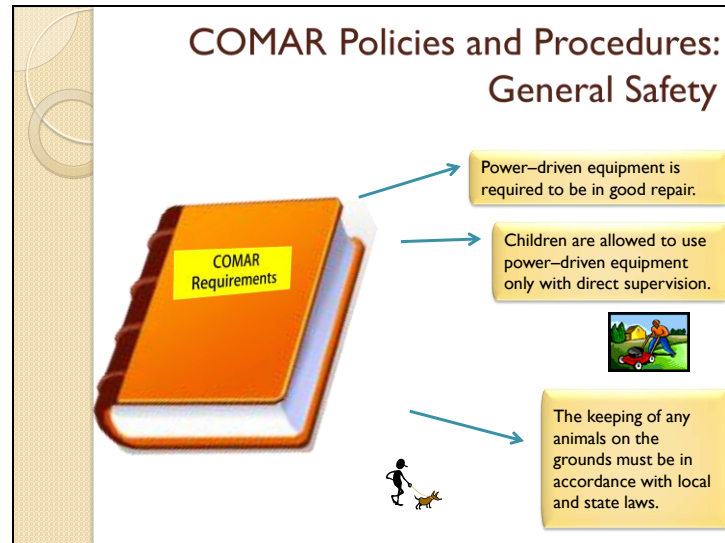 COMAR Policies and Procedures:
General Safety
Power–driven equipment is
required to be in good repair.
COMAR
Requirements
Children are allowed to use
power–driven equipment
only with direct supervision.
The keeping of any
animals on the
grounds must be in
accordance with local
and state laws.